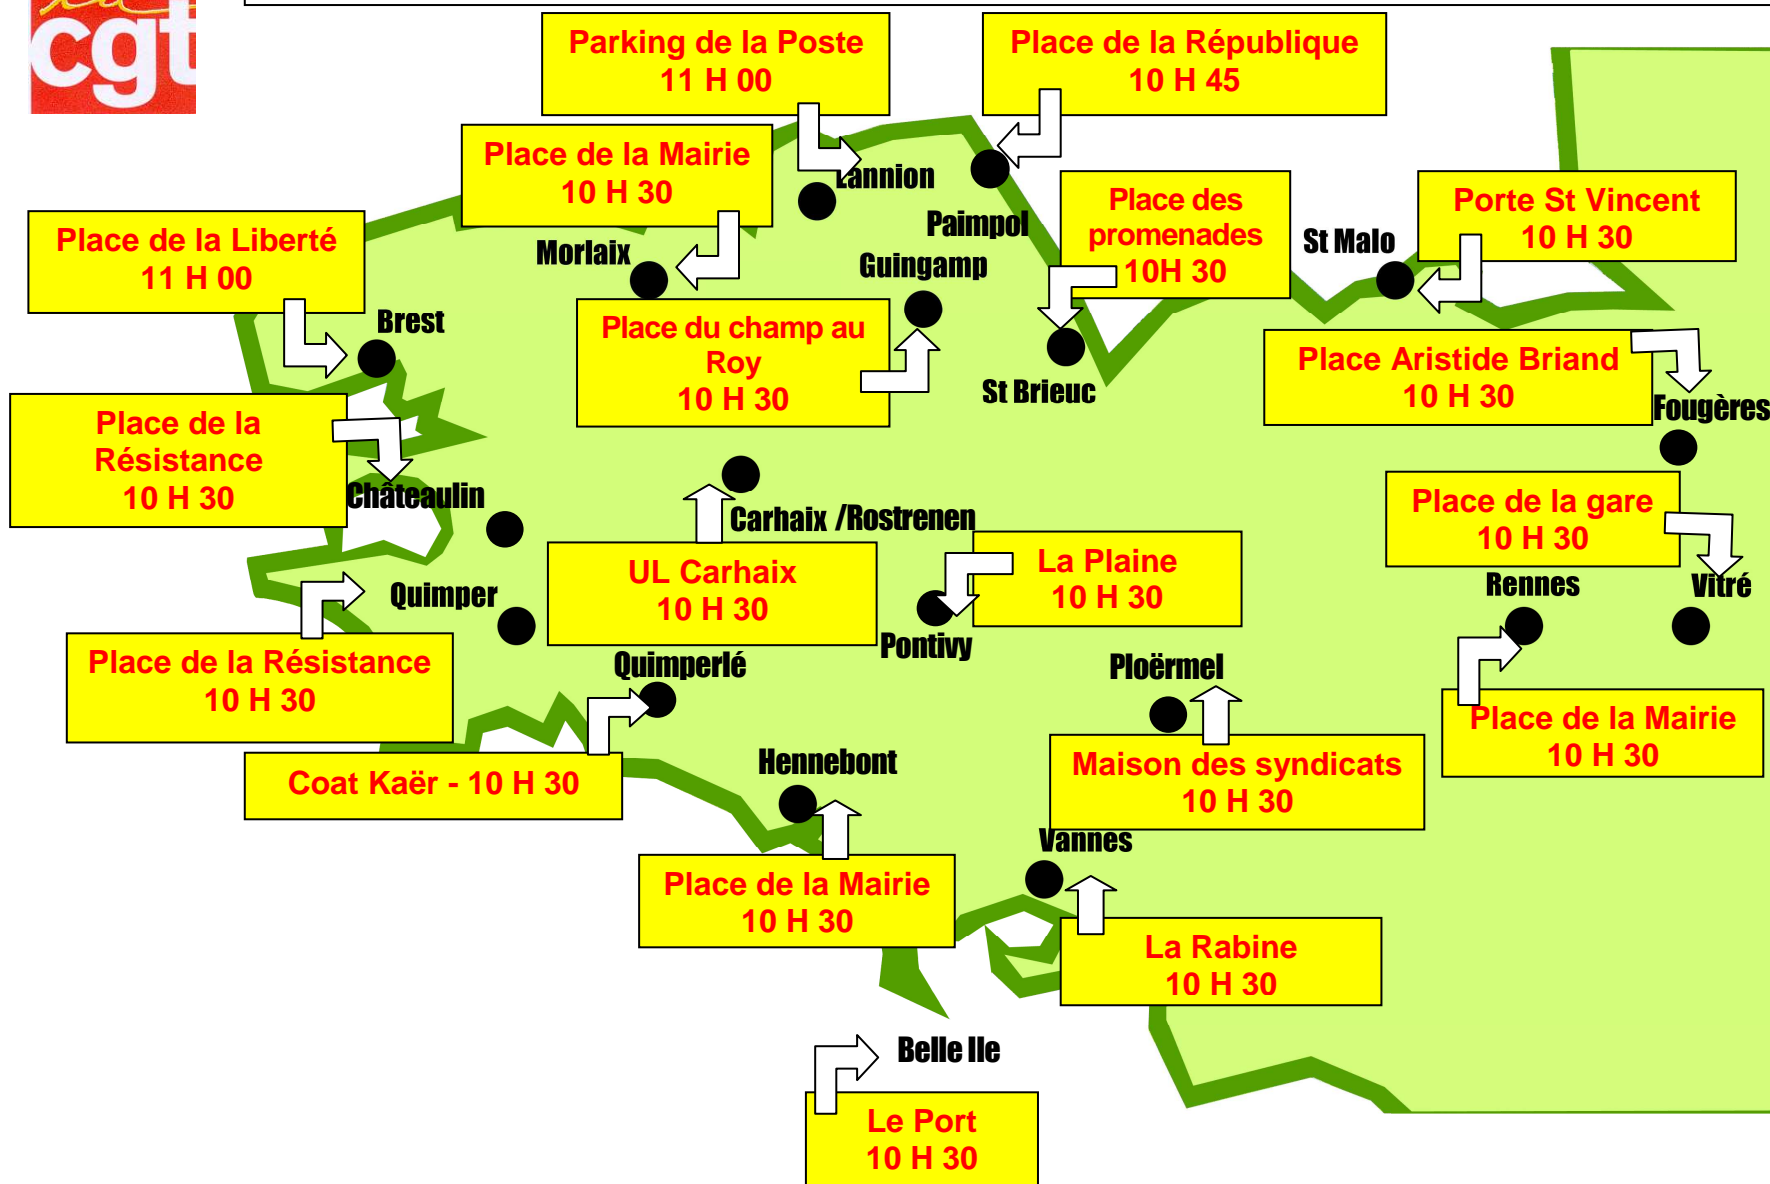 la
cgt
Parking de la Poste
11 H 00
Place de la République
10 H 45
Place de la Mairie
10 H 30
Lannion
Paimpol
Place des
promenades
10H 30
Porte St Vincent
10 H 30
St Malo
Place de la Liberté
11 H 00
Morlaix
Guingamp
Brest
Place du champ au
Roy
10 H 30
St Brieuc
Place Aristide Briand
10 H 30
Fougères
Place de la
Résistance
10 H 30
Châteaulin
Carhaix /Rostrenen
Place de la gare
10 H 30
UL Carhaix
10 H 30
La Plaine
10 H 30
Rennes
Vitré
Quimper
Pontivy
Place de la Résistance
10 H 30
Quimperlé
Ploërmel
Place de la Mairie
10 H 30
Coat Kaër - 10 H 30
Hennebont
Maison des syndicats
10 H 30
Vannes
Place de la Mairie
10 H 30
La Rabine
10 H 30
Belle Ile
Le Port
10 H 30